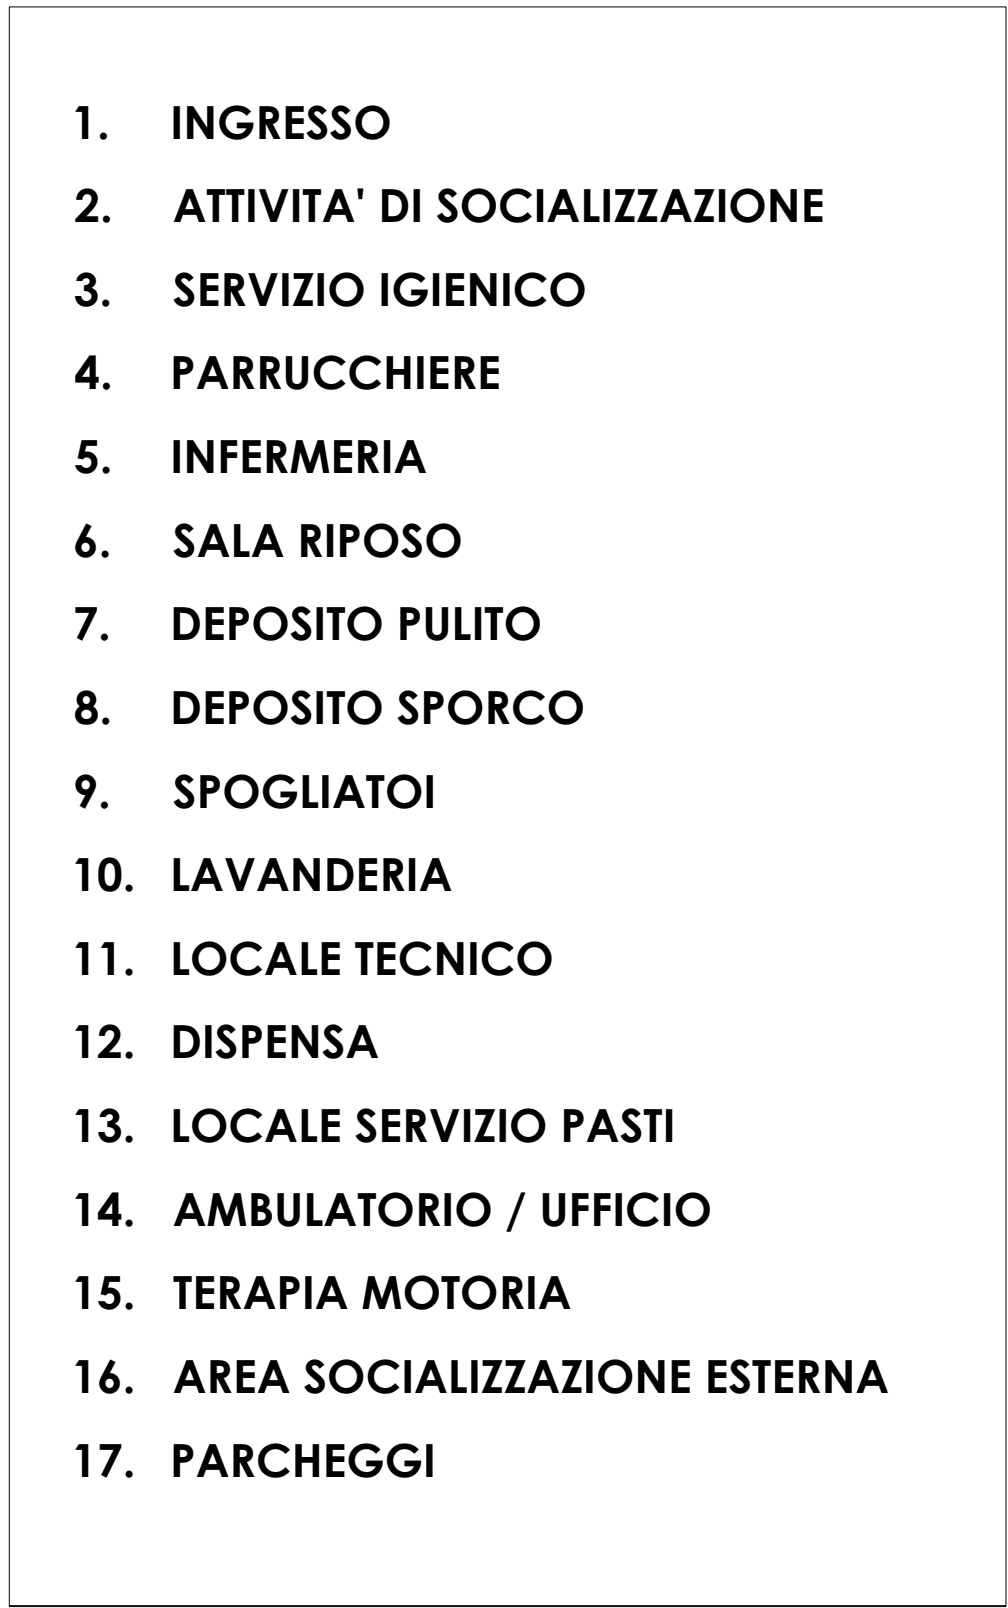 1. INGRESSO
2. ATTIVITA' DI SOCIALIZZAZIONE
3. SERVIZIO IGIENICO
4. PARRUCCHIERE
5. INFERMERIA
6. SALA RIPOSO
7. DEPOSITO PULITO
8. DEPOSITO SPORCO
9. SPOGLIATOI
10. LAVANDERIA
11. LOCALE TECNICO
12. DISPENSA
13. LOCALE SERVIZIO PASTI
14. AMBULATORIO / UFFICIO
15. TERAPIA MOTORIA
16. AREA SOCIALIZZAZIONE ESTERNA
17. PARCHEGGI